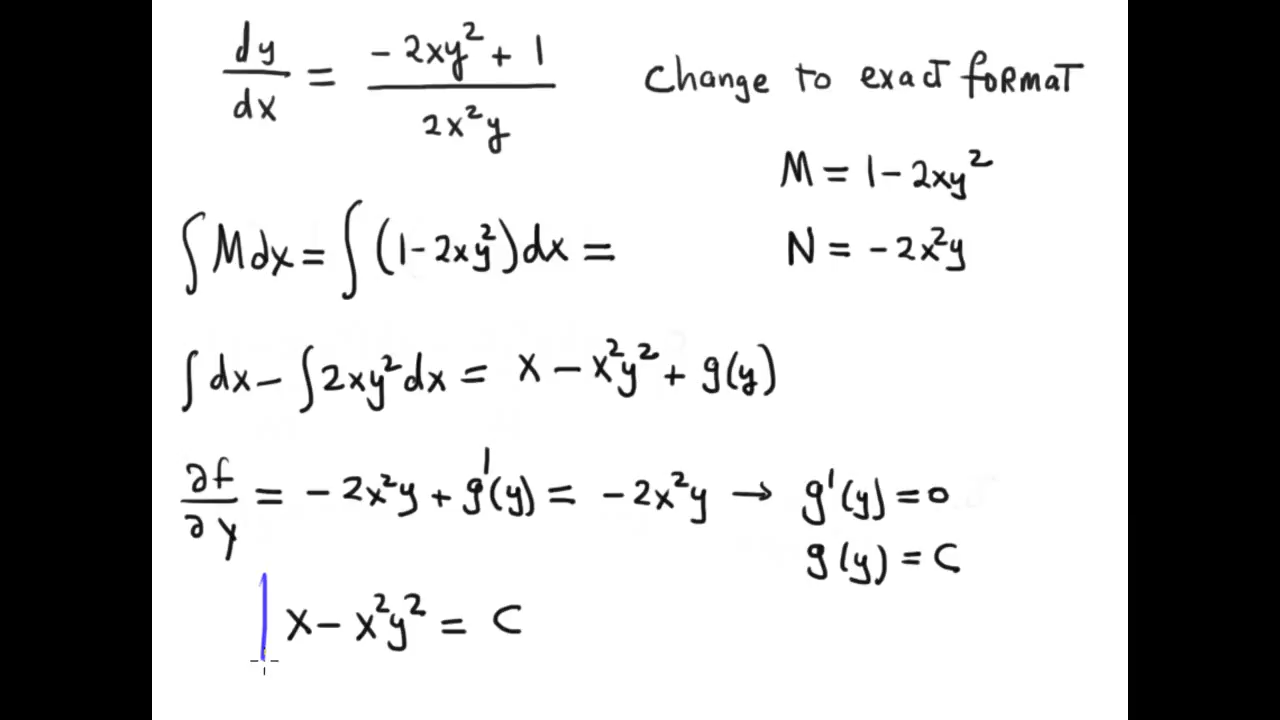 dy/dx = (-2xy² + 1)/(2x²y) Change to exact format
M = 1 - 2xy²
∫ M dx = ∫ (1 - 2xy²) dx =
N = -2x²y
∫ dx - ∫ 2xy² dx = x - x²y² + g(y)
∂f/∂y = -2x²y + g'(y) = -2x²y → g'(y) = 0
g(y) = C
x - x²y² = C